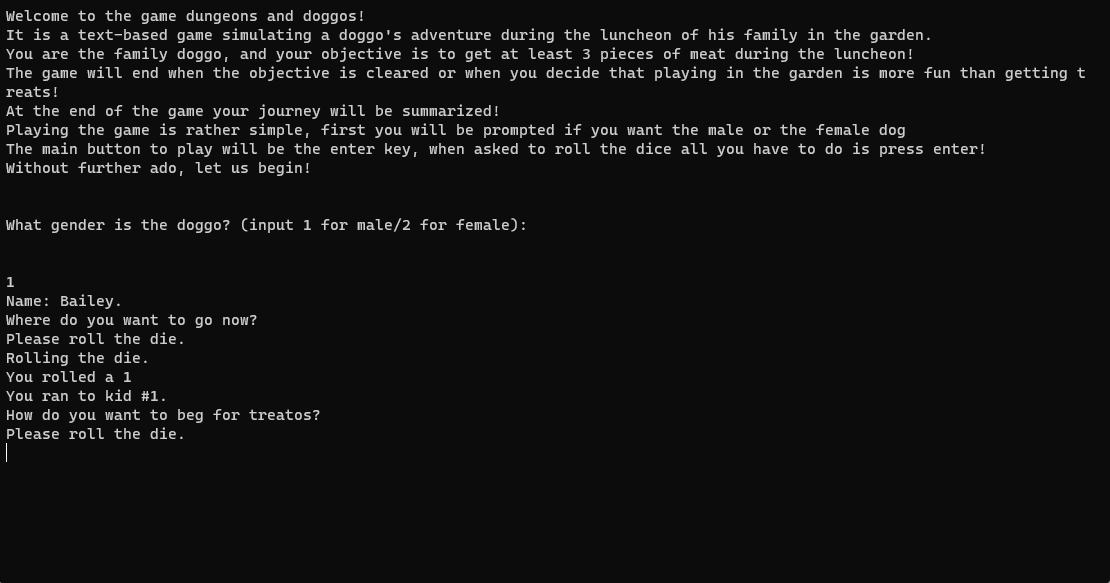 Welcome to the game dungeons and doggos!
It is a text-based game simulating a doggo's adventure during the luncheon of his family in the garden.
You are the family doggo, and your objective is to get at least 3 pieces of meat during the luncheon!
The game will end when the objective is cleared or when you decide that playing in the garden is more fun than getting t
reats!
At the end of the game your journey will be summarized!
Playing the game is rather simple, first you will be prompted if you want the male or the female dog
The main button to play will be the enter key, when asked to roll the dice all you have to do is press enter!
Without further ado, let us begin!
What gender is the doggo? (input 1 for male/2 for female):
1
Name: Bailey.
Where do you want to go now?
Please roll the die.
Rolling the die.
You rolled a 1
You ran to kid #1.
How do you want to beg for treatos?
Please roll the die.